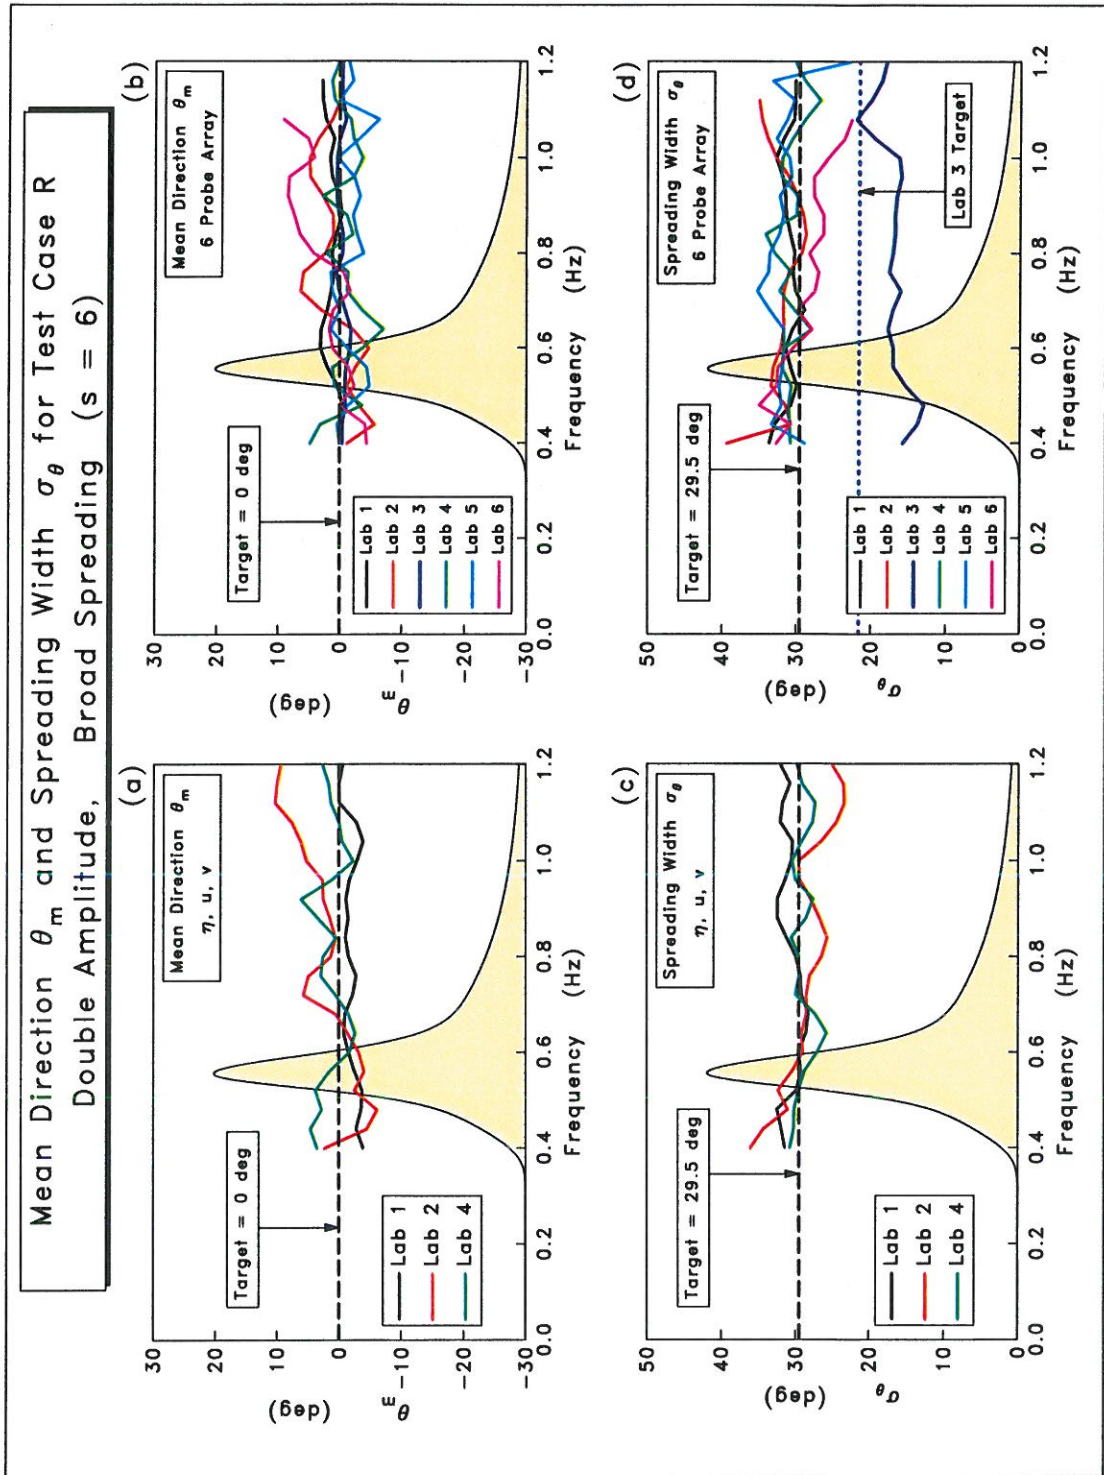 Mean Direction θm and Spreading Width σθ for Test Case R
Double Amplitude, Broad Spreading (s = 6)
(a)
Mean Direction θm
η, u, v
Target = 0 deg
Lab 1
Lab 2
Lab 4
30
20
10
0
-10
-20
-30
θm
(deg)
0.0 0.2 0.4 0.6 0.8 1.0 1.2
Frequency (Hz)
(b)
Mean Direction θm
6 Probe Array
Target = 0 deg
Lab 1
Lab 2
Lab 3
Lab 4
Lab 5
Lab 6
30
20
10
0
-10
-20
-30
θm
(deg)
0.0 0.2 0.4 0.6 0.8 1.0 1.2
Frequency (Hz)
(c)
Spreading Width σθ
η, u, v
Target = 29.5 deg
Lab 1
Lab 2
Lab 4
50
40
30
20
10
0
σθ
(deg)
0.0 0.2 0.4 0.6 0.8 1.0 1.2
Frequency (Hz)
(d)
Spreading Width σθ
6 Probe Array
Target = 29.5 deg
Lab 3 Target
Lab 1
Lab 2
Lab 3
Lab 4
Lab 5
Lab 6
50
40
30
20
10
0
σθ
(deg)
0.0 0.2 0.4 0.6 0.8 1.0 1.2
Frequency (Hz)